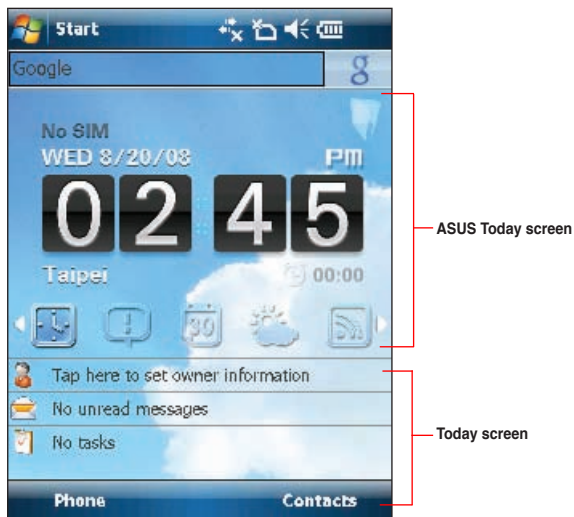 Start
Google
g
No SIM
WED 8/20/08 PM
02 45
Taipei 00:00
30
Tap here to set owner information
No unread messages
No tasks
Phone Contacts
ASUS Today screen
Today screen